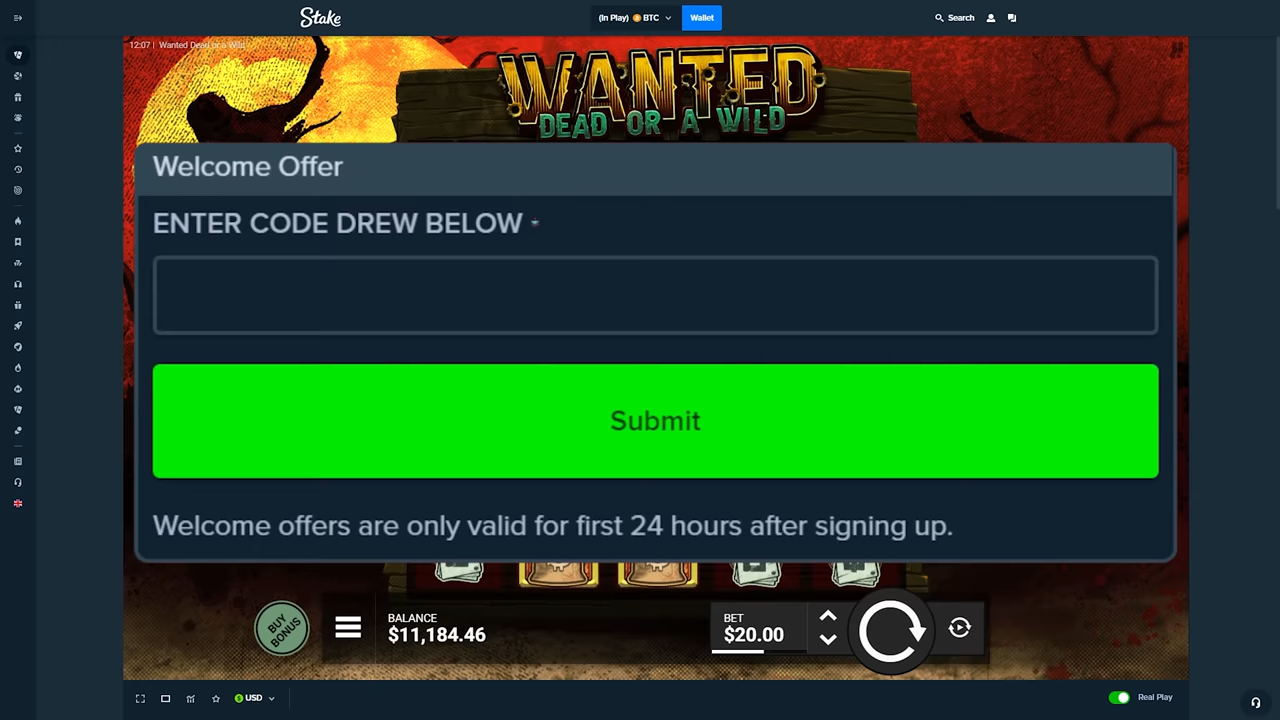 Stake
(In Play) BTC
Wallet
Search
12:07 | Wanted Dead or a Wild
WANTED
DEAD OR A WILD
Welcome Offer
ENTER CODE DREW BELOW
Submit
Welcome offers are only valid for first 24 hours after signing up.
BUY BONUS
BALANCE
$11,184.46
BET
$20.00
USD
Real Play